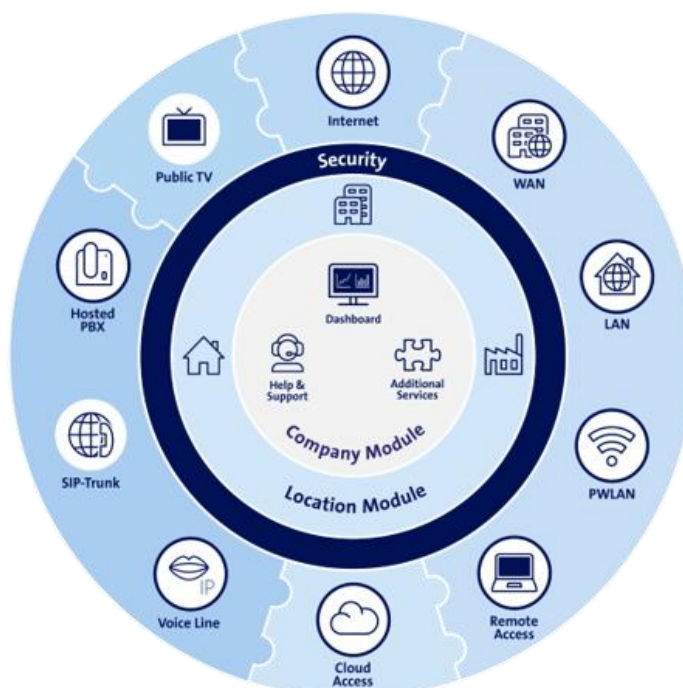 Internet
Public TV
Security
WAN
Hosted
PBX
Dashboard
LAN
Help &
Support
Additional
Services
Company Module
SIP-Trunk
Location Module
PWLAN
IP
Voice Line
Remote
Access
Cloud
Access